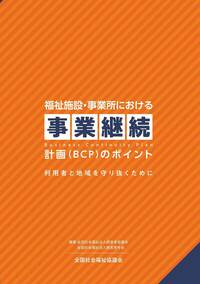 福祉施設・事業所における
事業継続
Business Continuity Plan
計画(BCP)のポイント
利用者と地域を守り抜くために
全国社会福祉協議会